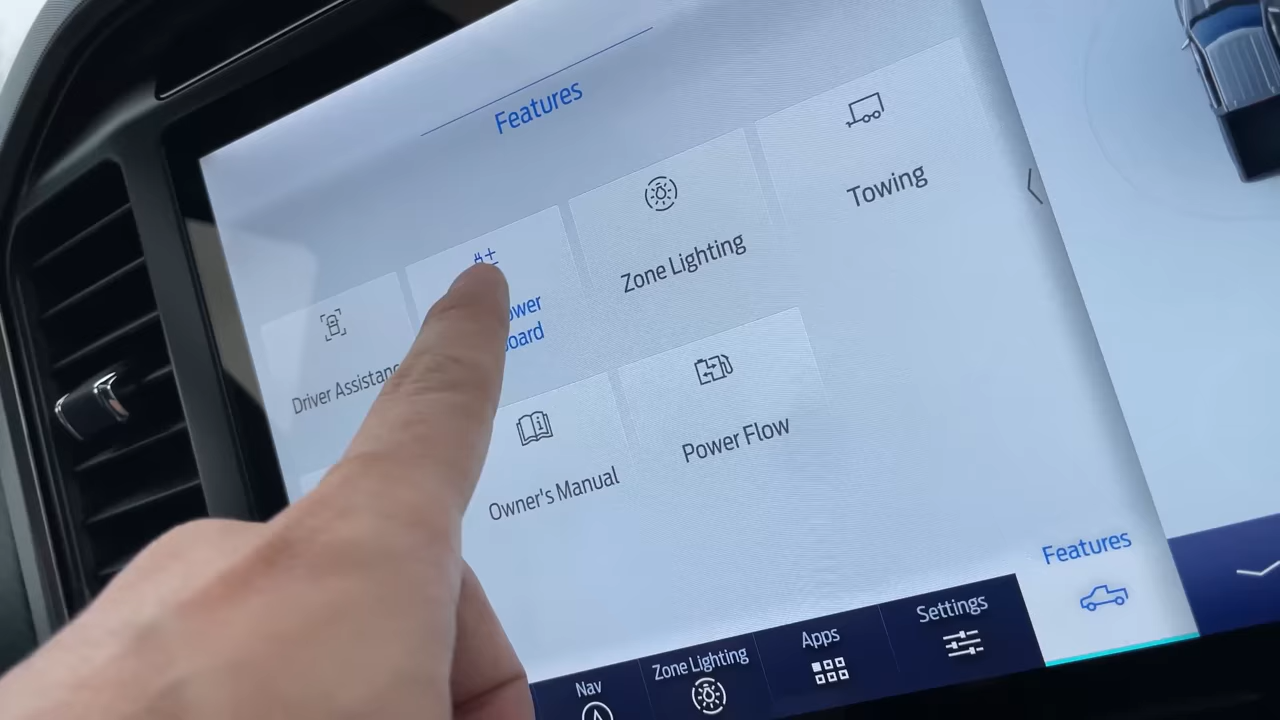 Features
Driver Assistanc
ower
oard
Zone Lighting
Towing
Owner's Manual
Power Flow
Nav
Zone Lighting
Apps
Settings
Features